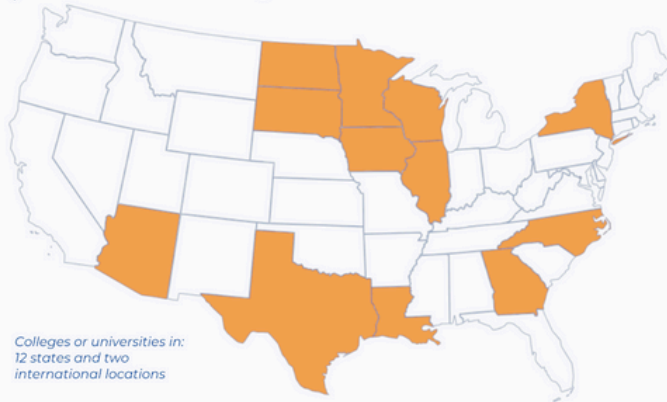 Colleges or universities in:
12 states and two
international locations